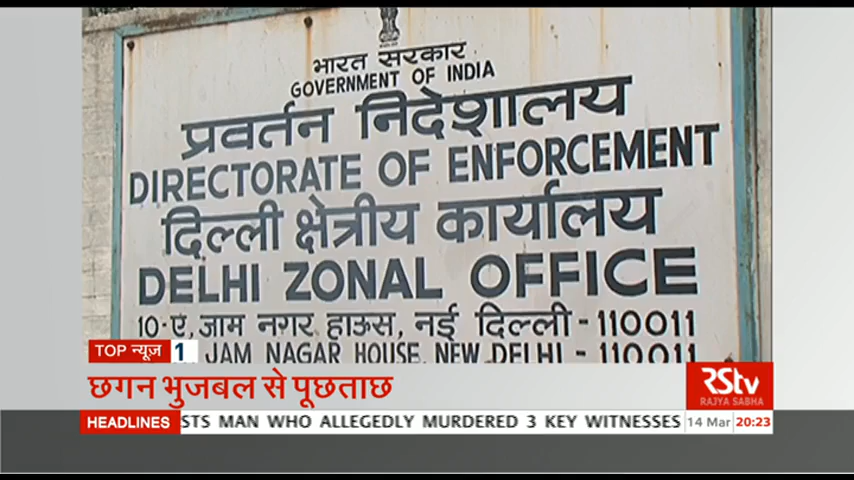 भारत सरकार
GOVERNMENT OF INDIA
प्रवर्तन निदेशालय
DIRECTORATE OF ENFORCEMENT
दिल्ली क्षेत्रीय कार्यालय
DELHI ZONAL OFFICE
10-ए, जाम नगर हाऊस, नई दिल्ली - 110011
JAM NAGAR HOUSE, NEW DELHI - 110011
TOP न्यूज़ 1
छगन भुजबल से पूछताछ
RSTV
RAJYA SABHA
HEADLINES STS MAN WHO ALLEGEDLY MURDERED 3 KEY WITNESSES 14 Mar 20:23